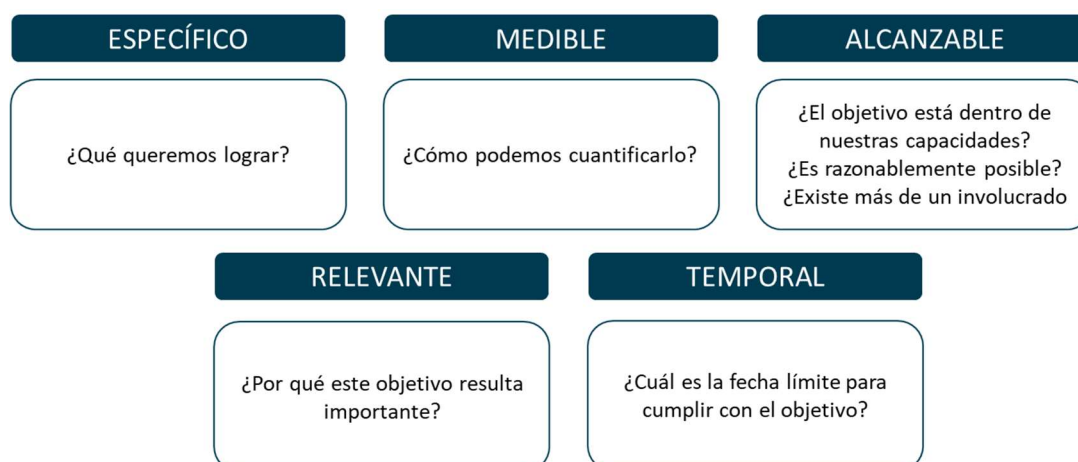 ESPECÍFICO
MEDIBLE
ALCANZABLE
¿Qué queremos lograr?
¿Cómo podemos cuantificarlo?
¿El objetivo está dentro de
nuestras capacidades?
¿Es razonablemente posible?
¿Existe más de un involucrado
RELEVANTE
TEMPORAL
¿Por qué este objetivo resulta
importante?
¿Cuál es la fecha límite para
cumplir con el objetivo?